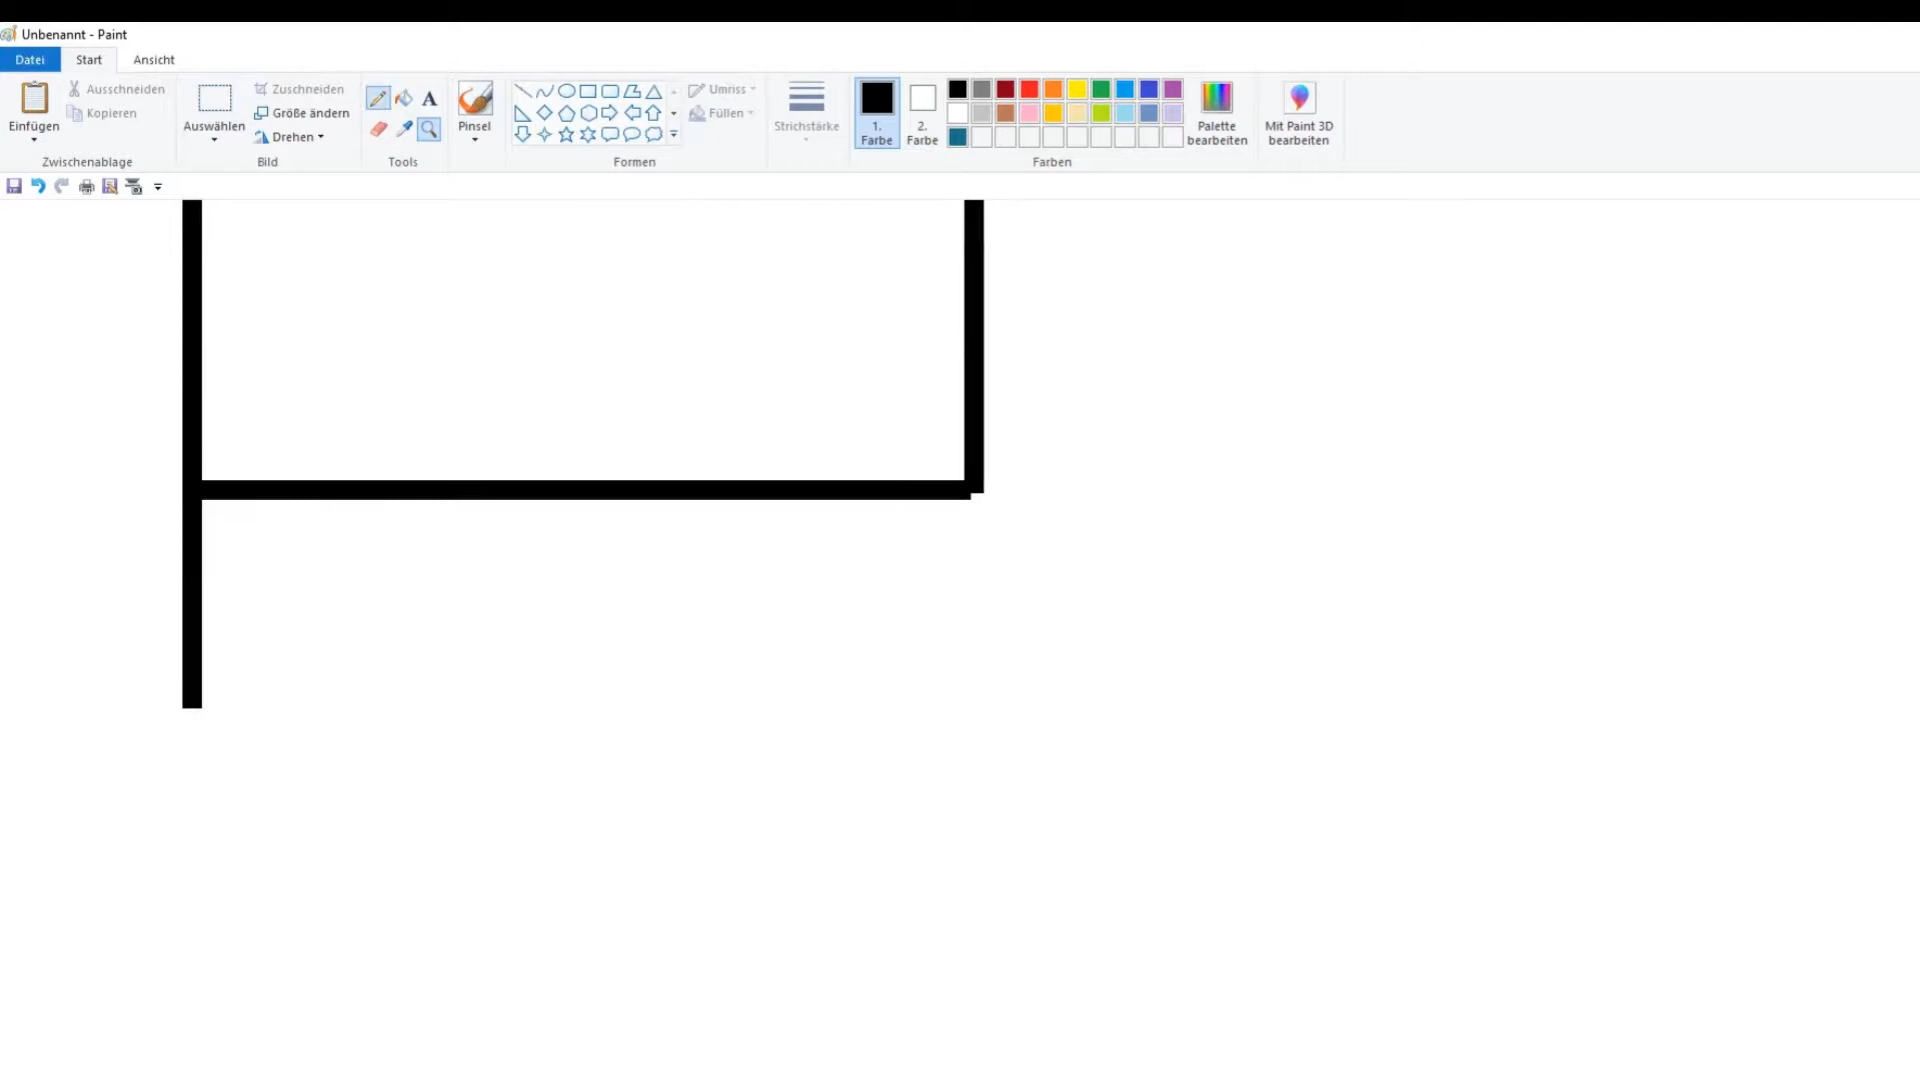 Unbenannt - Paint
Datei Start Ansicht
Einfügen
Ausschneiden
Kopieren
Zwischenablage
Auswählen
Zuschneiden
Größe ändern
Drehen
Bild
A
Tools
Pinsel
Formen
Umriss
Füllen
Strichstärke
1.
Farbe
2.
Farbe
Palette
bearbeiten
Farben
Mit Paint 3D
bearbeiten